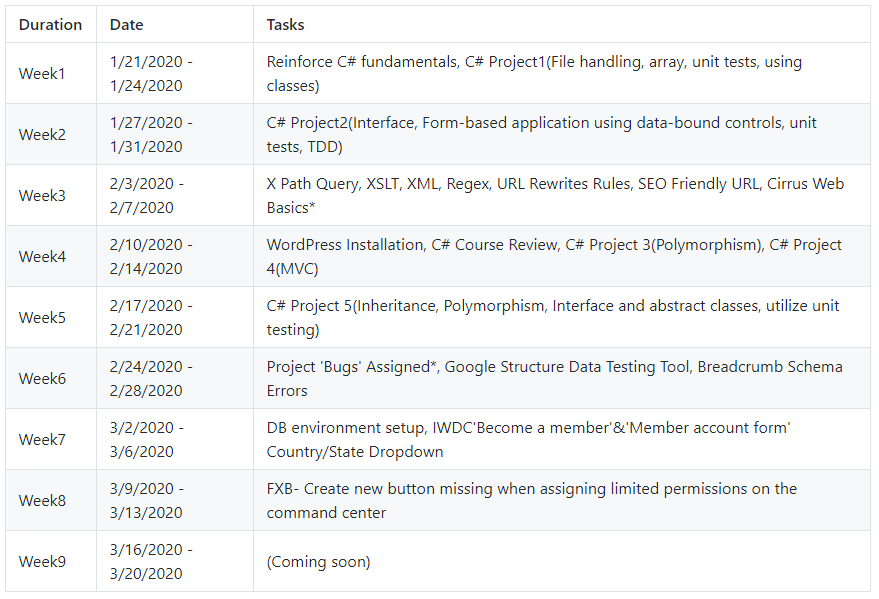 Duration Date Tasks
Week1 1/21/2020 - 1/24/2020 Reinforce C# fundamentals, C# Project1(File handling, array, unit tests, using classes)
Week2 1/27/2020 - 1/31/2020 C# Project2(Interface, Form-based application using data-bound controls, unit tests, TDD)
Week3 2/3/2020 - 2/7/2020 X Path Query, XSLT, XML, Regex, URL Rewrites Rules, SEO Friendly URL, Cirrus Web Basics*
Week4 2/10/2020 - 2/14/2020 WordPress Installation, C# Course Review, C# Project 3(Polymorphism), C# Project 4(MVC)
Week5 2/17/2020 - 2/21/2020 C# Project 5(Inheritance, Polymorphism, Interface and abstract classes, utilize unit testing)
Week6 2/24/2020 - 2/28/2020 Project 'Bugs' Assigned*, Google Structure Data Testing Tool, Breadcrumb Schema Errors
Week7 3/2/2020 - 3/6/2020 DB environment setup, IWDC'Become a member'&'Member account form' Country/State Dropdown
Week8 3/9/2020 - 3/13/2020 FXB- Create new button missing when assigning limited permissions on the command center
Week9 3/16/2020 - 3/20/2020 (Coming soon)